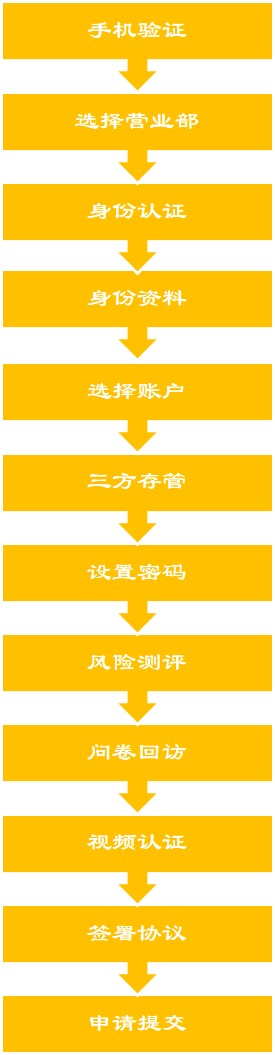 手机验证
选择营业部
身份认证
身份资料
选择账户
三方存管
设置密码
风险测评
问卷回访
视频认证
签署协议
申请提交